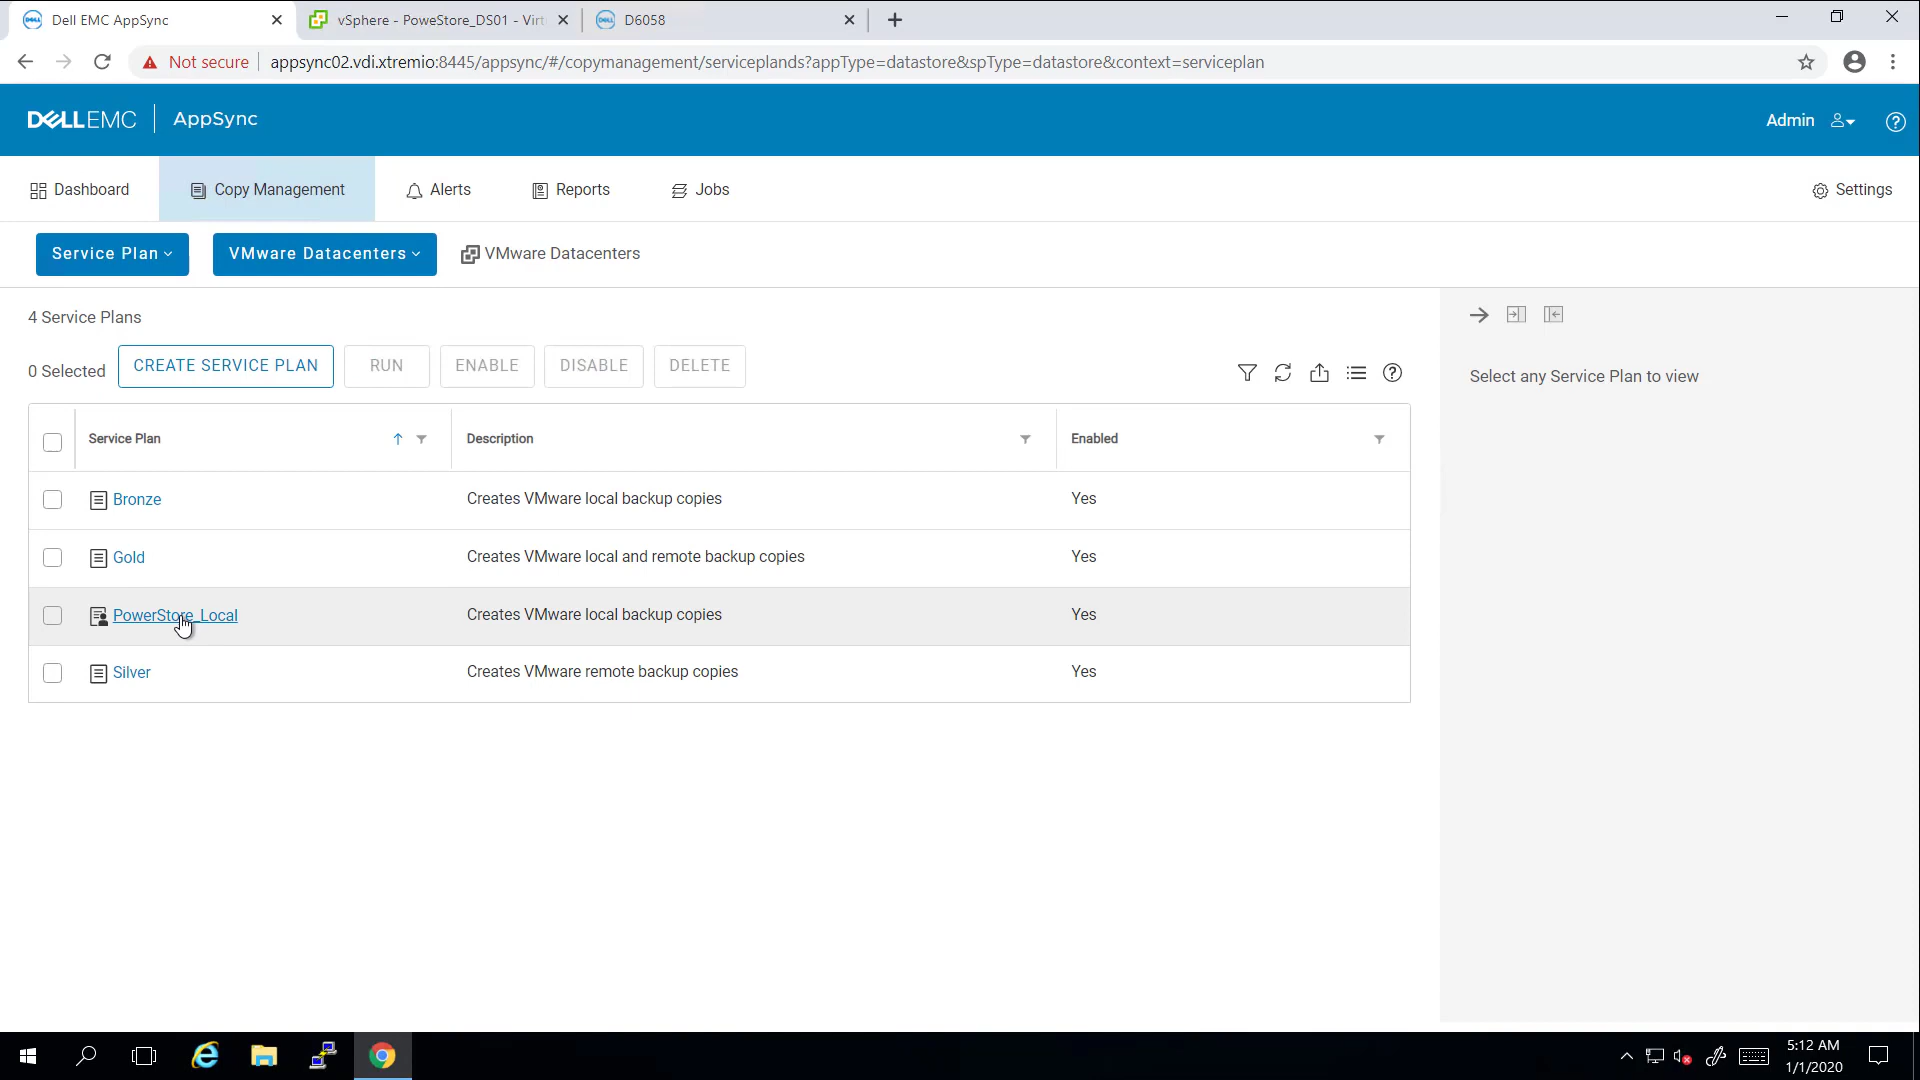 Dell EMC AppSync
vSphere - PoweStore_DS01 - Virt
D6058
Not secure
appsync02.vdi.xtremio:8445/appsync/#/copymanagement/serviceplands?appType=datastore&spType=datastore&context=serviceplan
DELLEMC
AppSync
Admin
Dashboard
Copy Management
Alerts
Reports
Jobs
Settings
Service Plan
VMware Datacenters
VMware Datacenters
4 Service Plans
0 Selected
CREATE SERVICE PLAN
RUN
ENABLE
DISABLE
DELETE
Select any Service Plan to view
Service Plan
Description
Enabled
Bronze
Creates VMware local backup copies
Yes
Gold
Creates VMware local and remote backup copies
Yes
PowerStore_Local
Creates VMware local backup copies
Yes
Silver
Creates VMware remote backup copies
Yes
5:12 AM
1/1/2020